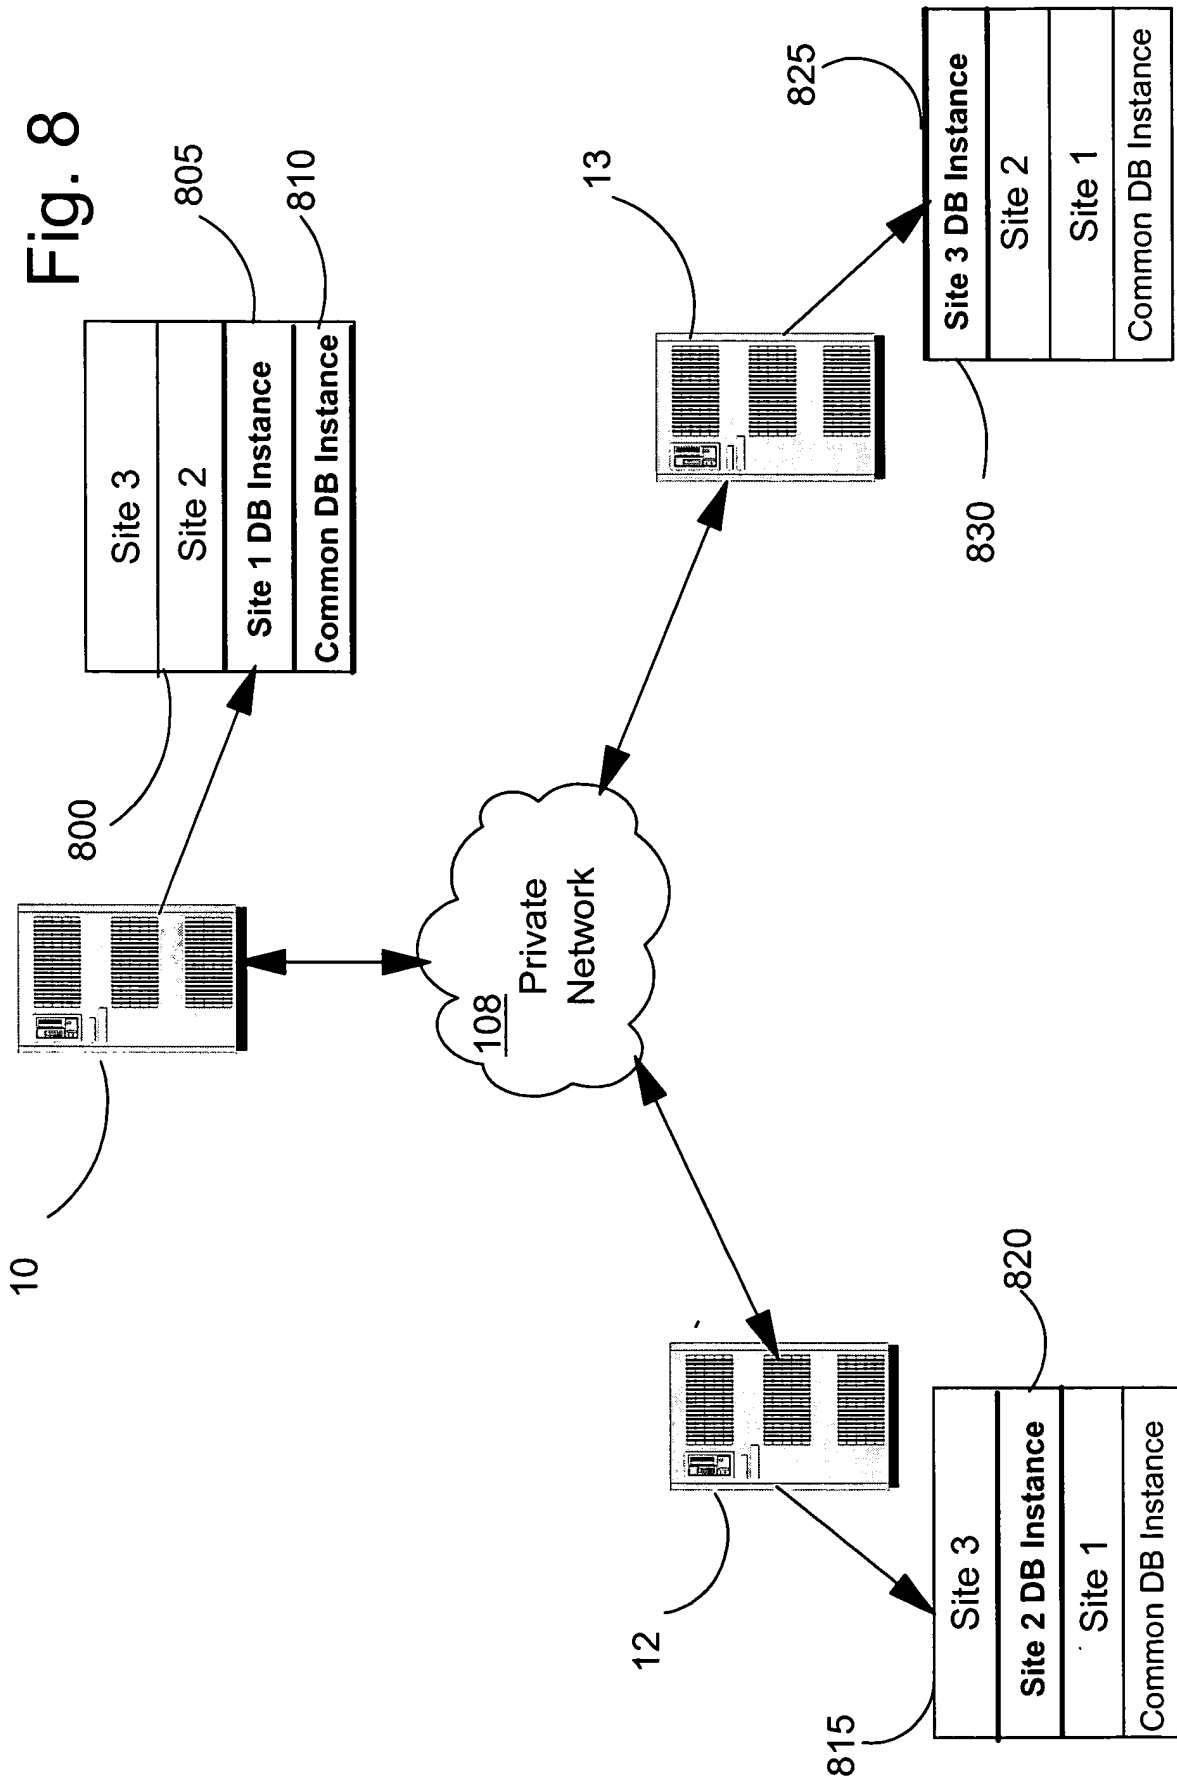 Fig. 8
10
800
Site 3
Site 2
Site 1 DB Instance
Common DB Instance
805
810
108
Private
Network
12
815
Site 3
Site 2 DB Instance
Site 1
Common DB Instance
820
13
825
830
Site 3 DB Instance
Site 2
Site 1
Common DB Instance